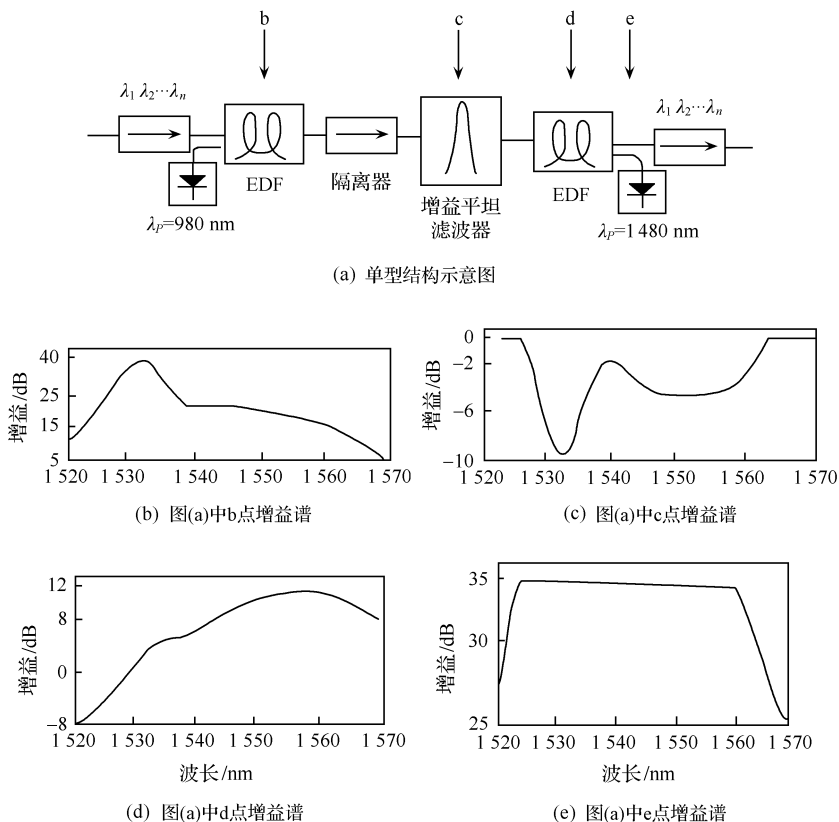 b c d e
λ1 λ2···λn λ1 λ2···λn
EDF 隔离器 EDF
增益平坦
滤波器
λP=980 nm λP=1 480 nm
(a) 单型结构示意图
增益/dB
40
25
15
5
1 520 1 530 1 540 1 550 1 560 1 570
(b) 图(a)中b点增益谱
增益/dB
0
−2
−6
−10
1 520 1 530 1 540 1 550 1 560 1 570
(c) 图(a)中c点增益谱
增益/dB
12
8
0
−8
1 520 1 530 1 540 1 550 1 560 1 570
波长/nm
(d) 图(a)中d点增益谱
增益/dB
35
30
25
1 520 1 530 1 540 1 550 1 560 1 570
波长/nm
(e) 图(a)中e点增益谱